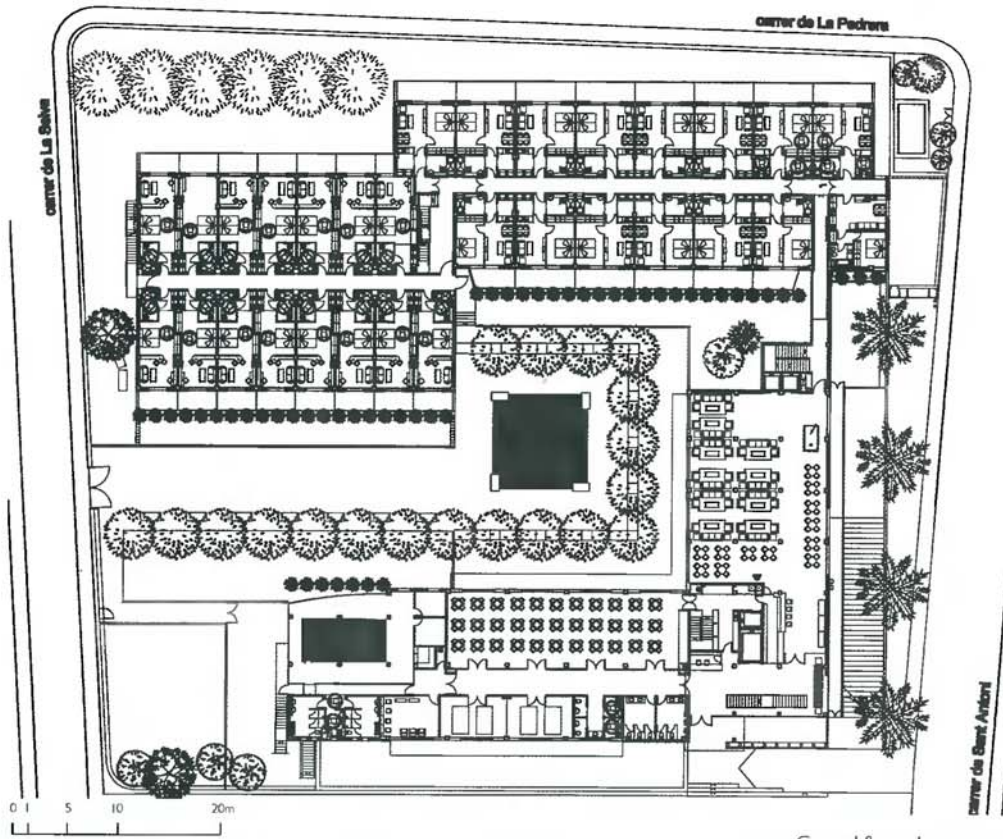 carrer de La Pedrera
carrer de La Selva
carrer de Sant Antoni
0 1 5 10 20m